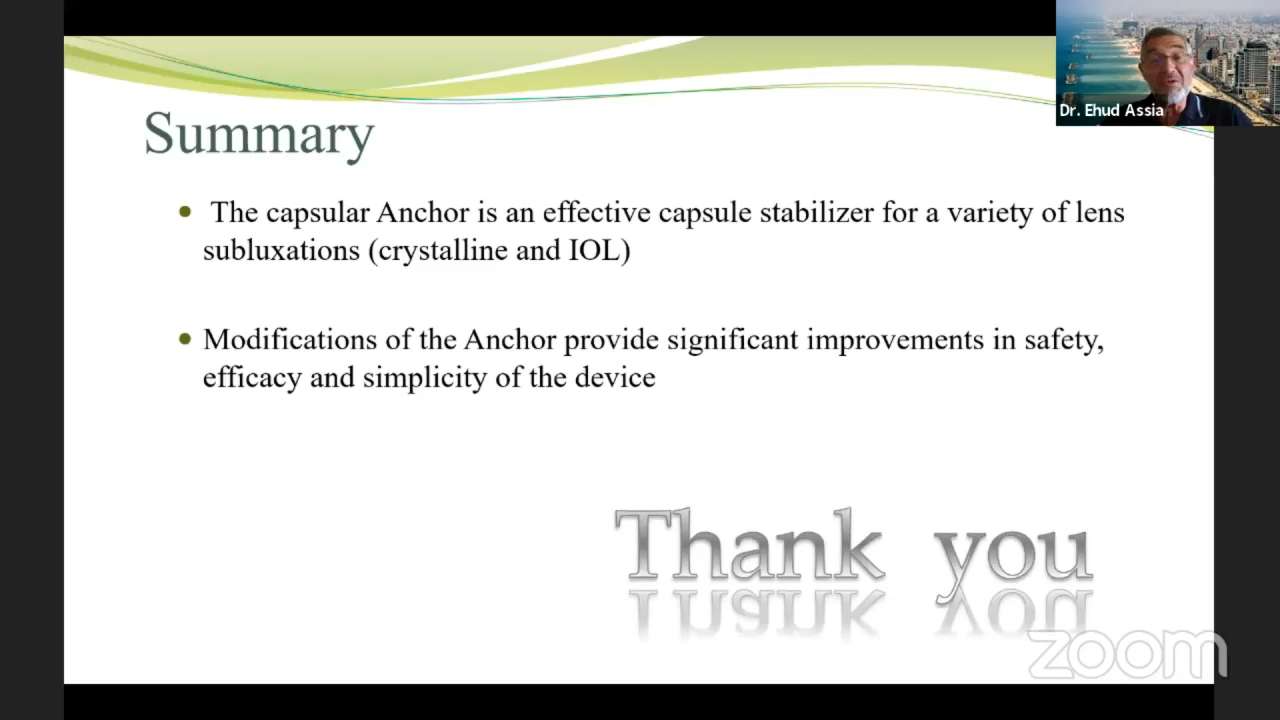 Dr. Ehud Assia
Summary
The capsular Anchor is an effective capsule stabilizer for a variety of lens
subluxations (crystalline and IOL)
Modifications of the Anchor provide significant improvements in safety,
efficacy and simplicity of the device
Thank you
zoom